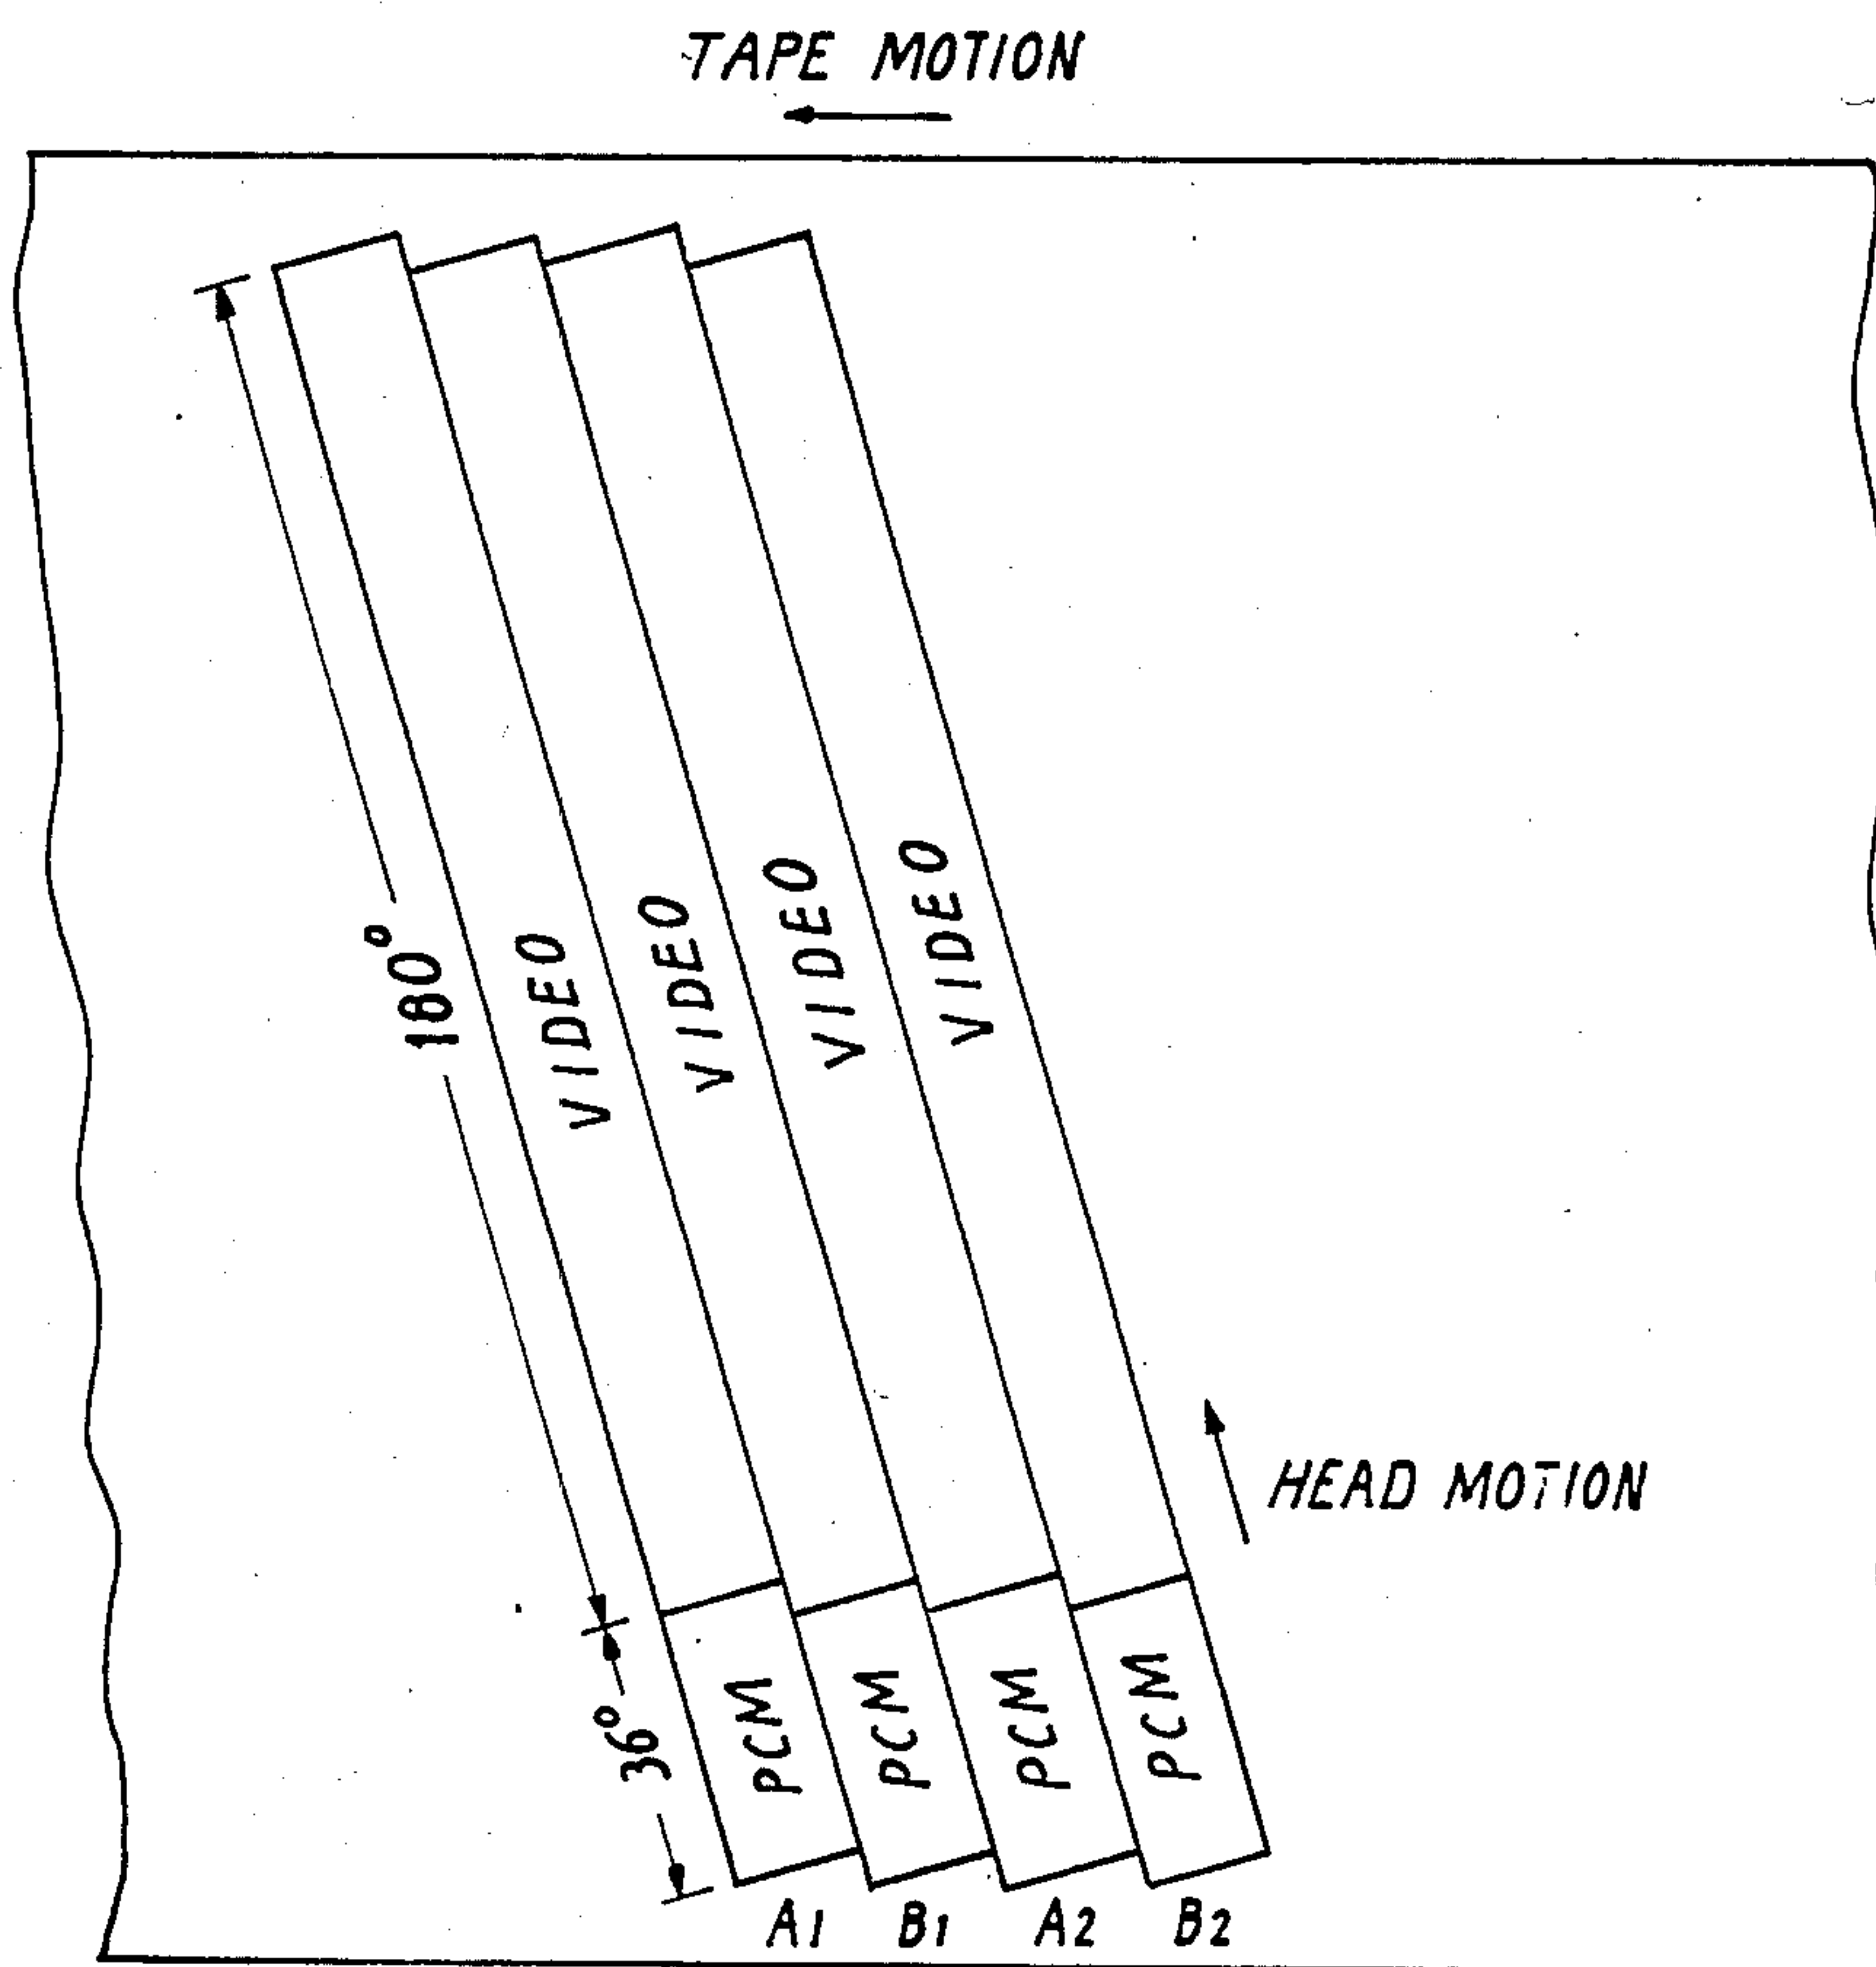 TAPE MOTION
180°
VIDEO
VIDEO
VIDEO
VIDEO
HEAD MOTION
36°
PCM
PCM
PCM
PCM
A1
B1
A2
B2